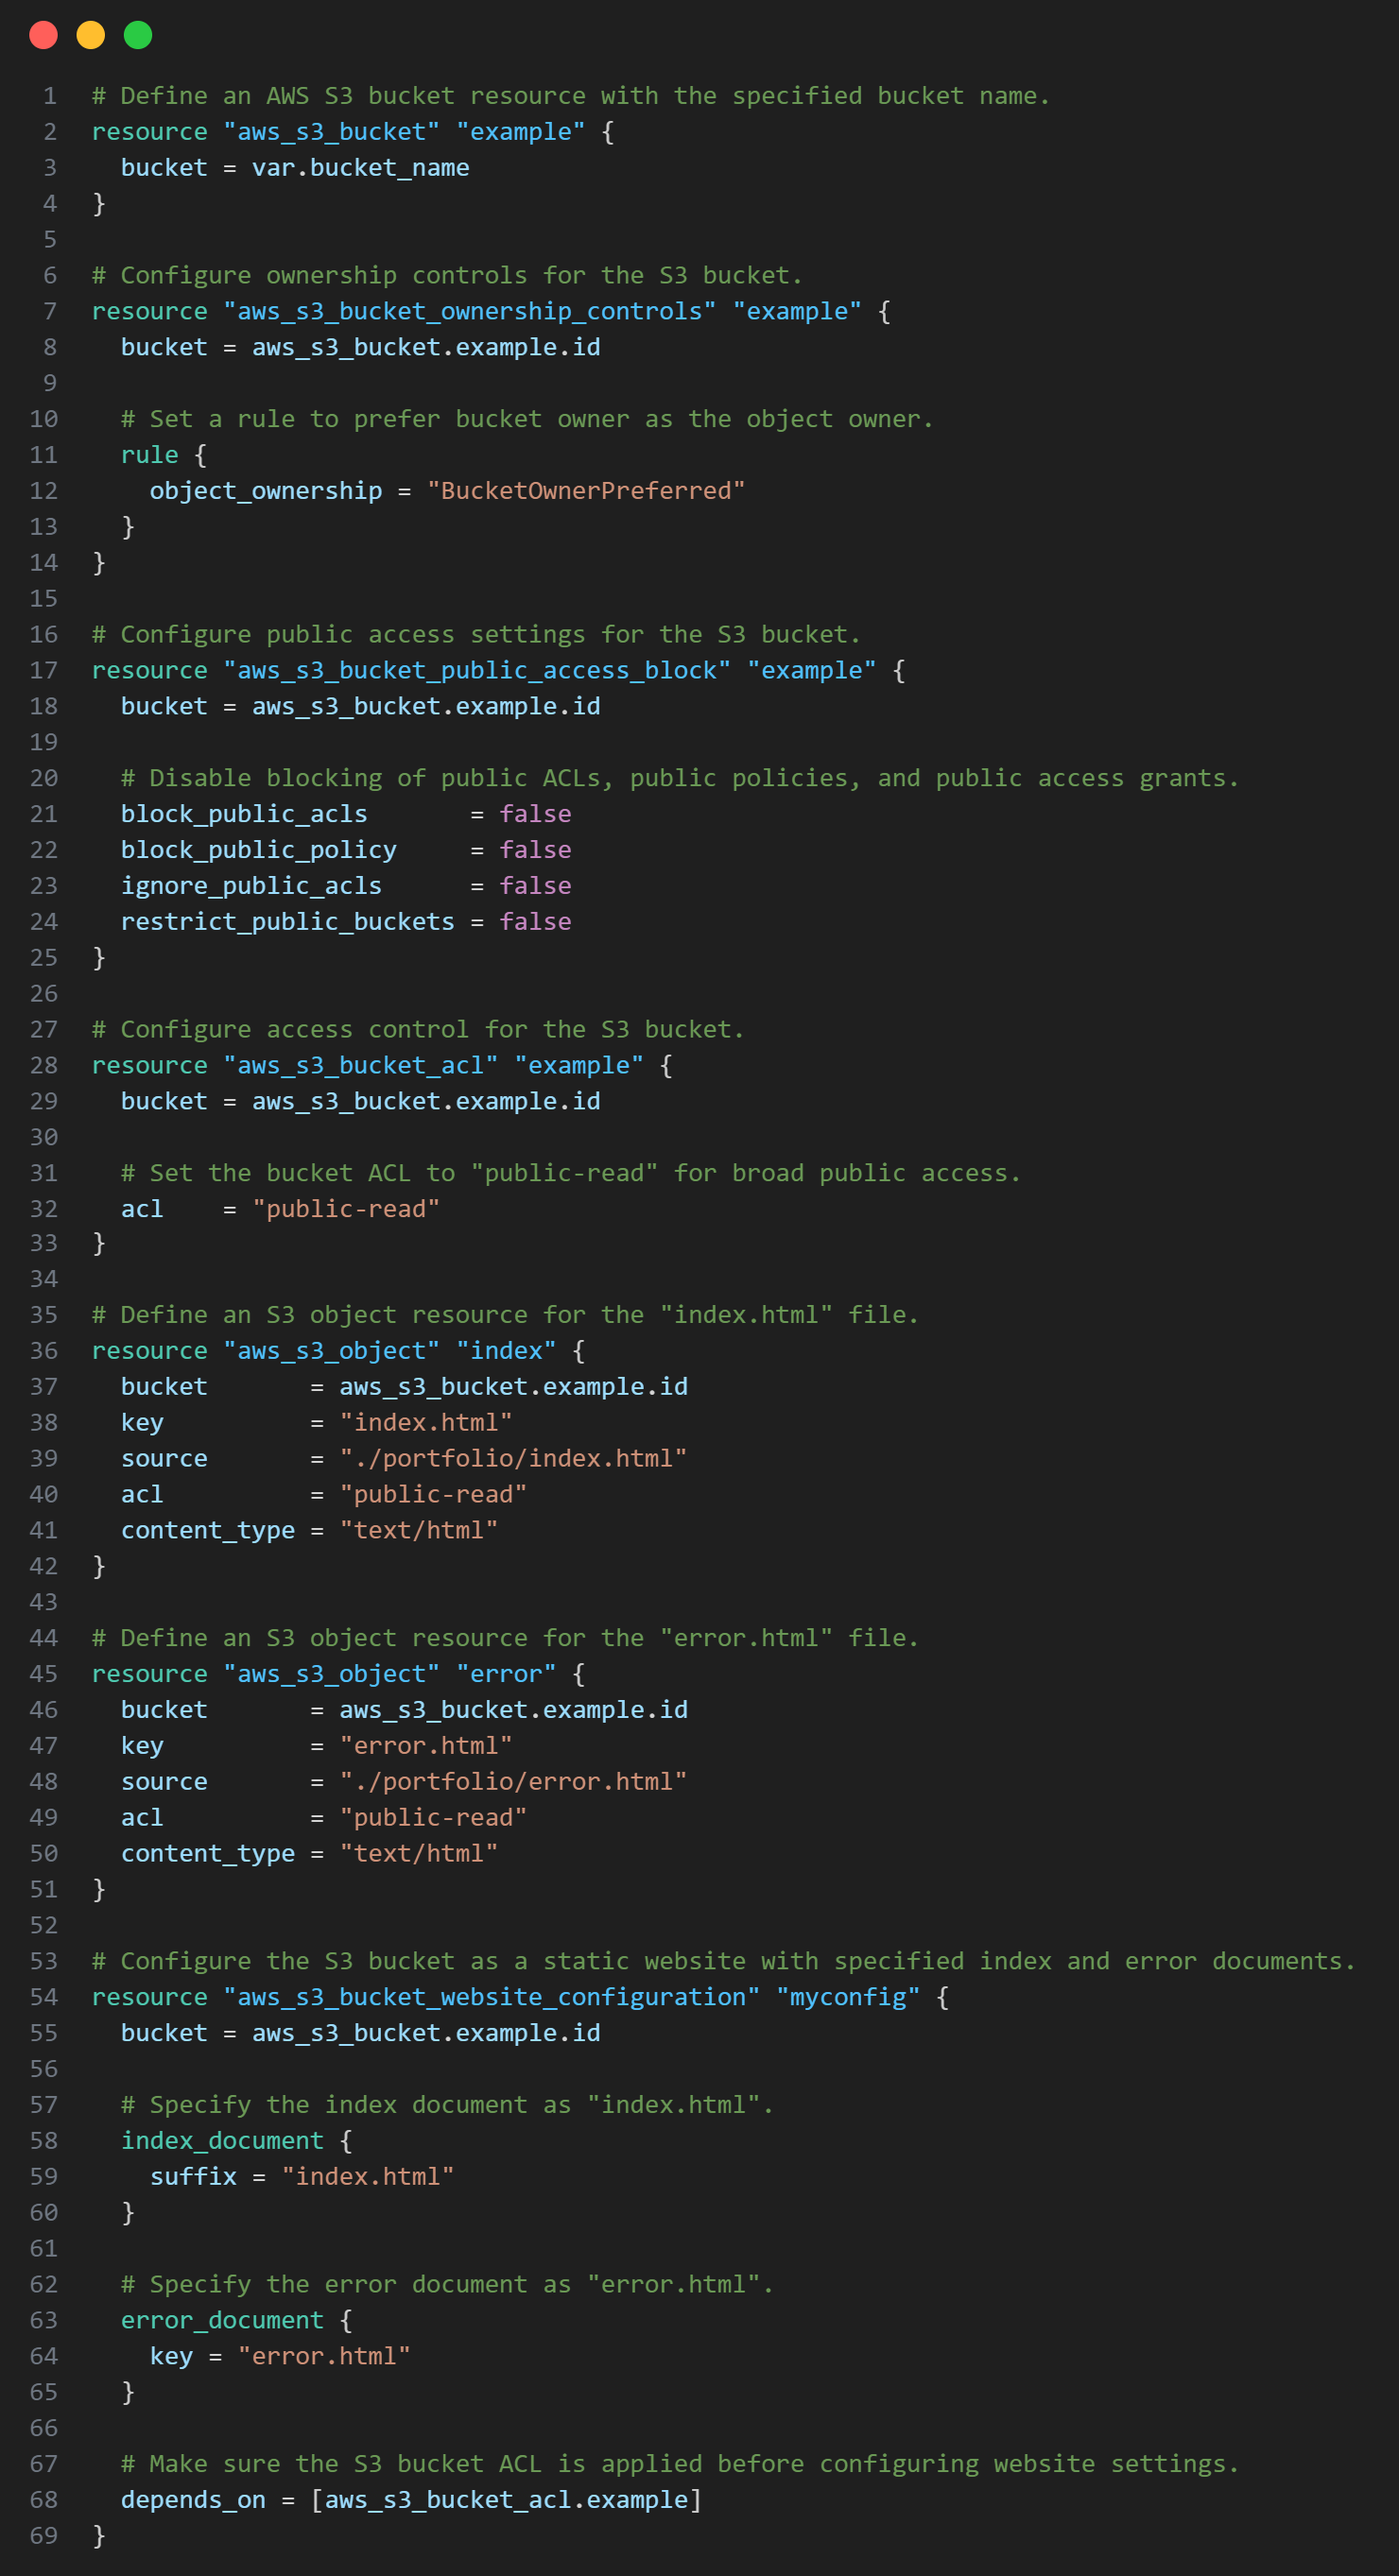 1 # Define an AWS S3 bucket resource with the specified bucket name.
2 resource "aws_s3_bucket" "example" {
3   bucket = var.bucket_name
4 }
5
6 # Configure ownership controls for the S3 bucket.
7 resource "aws_s3_bucket_ownership_controls" "example" {
8   bucket = aws_s3_bucket.example.id
9
10   # Set a rule to prefer bucket owner as the object owner.
11   rule {
12     object_ownership = "BucketOwnerPreferred"
13   }
14 }
15
16 # Configure public access settings for the S3 bucket.
17 resource "aws_s3_bucket_public_access_block" "example" {
18   bucket = aws_s3_bucket.example.id
19
20   # Disable blocking of public ACLs, public policies, and public access grants.
21   block_public_acls       = false
22   block_public_policy     = false
23   ignore_public_acls      = false
24   restrict_public_buckets = false
25 }
26
27 # Configure access control for the S3 bucket.
28 resource "aws_s3_bucket_acl" "example" {
29   bucket = aws_s3_bucket.example.id
30
31   # Set the bucket ACL to "public-read" for broad public access.
32   acl    = "public-read"
33 }
34
35 # Define an S3 object resource for the "index.html" file.
36 resource "aws_s3_object" "index" {
37   bucket       = aws_s3_bucket.example.id
38   key          = "index.html"
39   source       = "./portfolio/index.html"
40   acl          = "public-read"
41   content_type = "text/html"
42 }
43
44 # Define an S3 object resource for the "error.html" file.
45 resource "aws_s3_object" "error" {
46   bucket       = aws_s3_bucket.example.id
47   key          = "error.html"
48   source       = "./portfolio/error.html"
49   acl          = "public-read"
50   content_type = "text/html"
51 }
52
53 # Configure the S3 bucket as a static website with specified index and error documents.
54 resource "aws_s3_bucket_website_configuration" "myconfig" {
55   bucket = aws_s3_bucket.example.id
56
57   # Specify the index document as "index.html".
58   index_document {
59     suffix = "index.html"
60   }
61
62   # Specify the error document as "error.html".
63   error_document {
64     key = "error.html"
65   }
66
67   # Make sure the S3 bucket ACL is applied before configuring website settings.
68   depends_on = [aws_s3_bucket_acl.example]
69 }